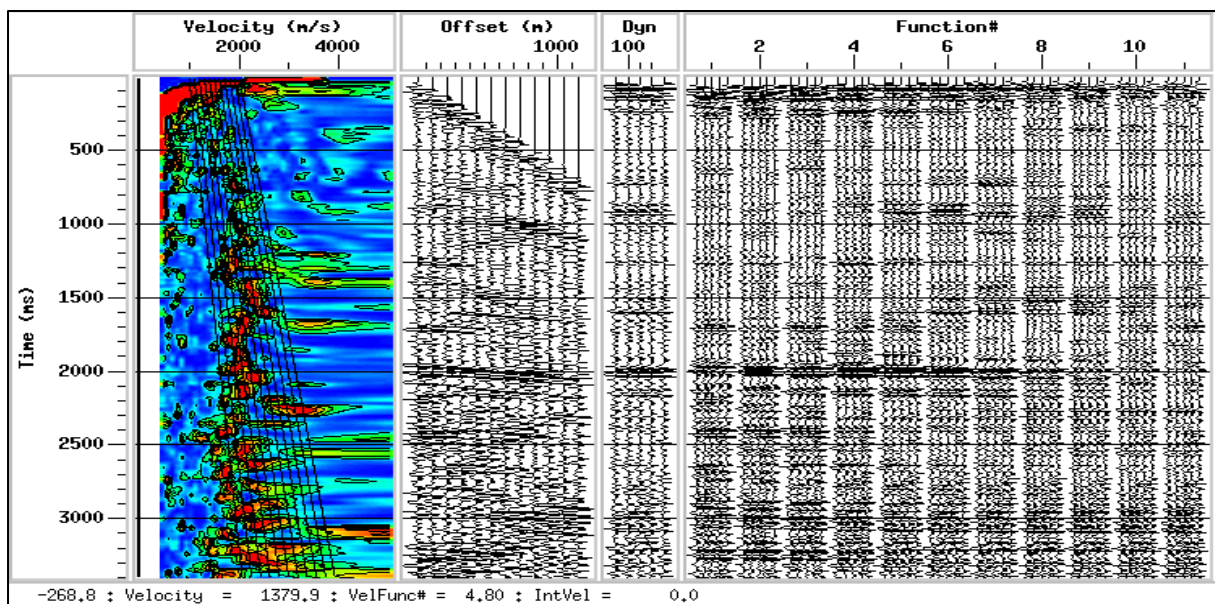 Velocity (m/s) Offset (m) Dyn Function#
2000 4000 1000 100 2 4 6 8 10
Time (ms)
500
1000
1500
2000
2500
3000
-268.8 : Velocity = 1379.9 : VelFunc# = 4.80 : IntVel = 0.0